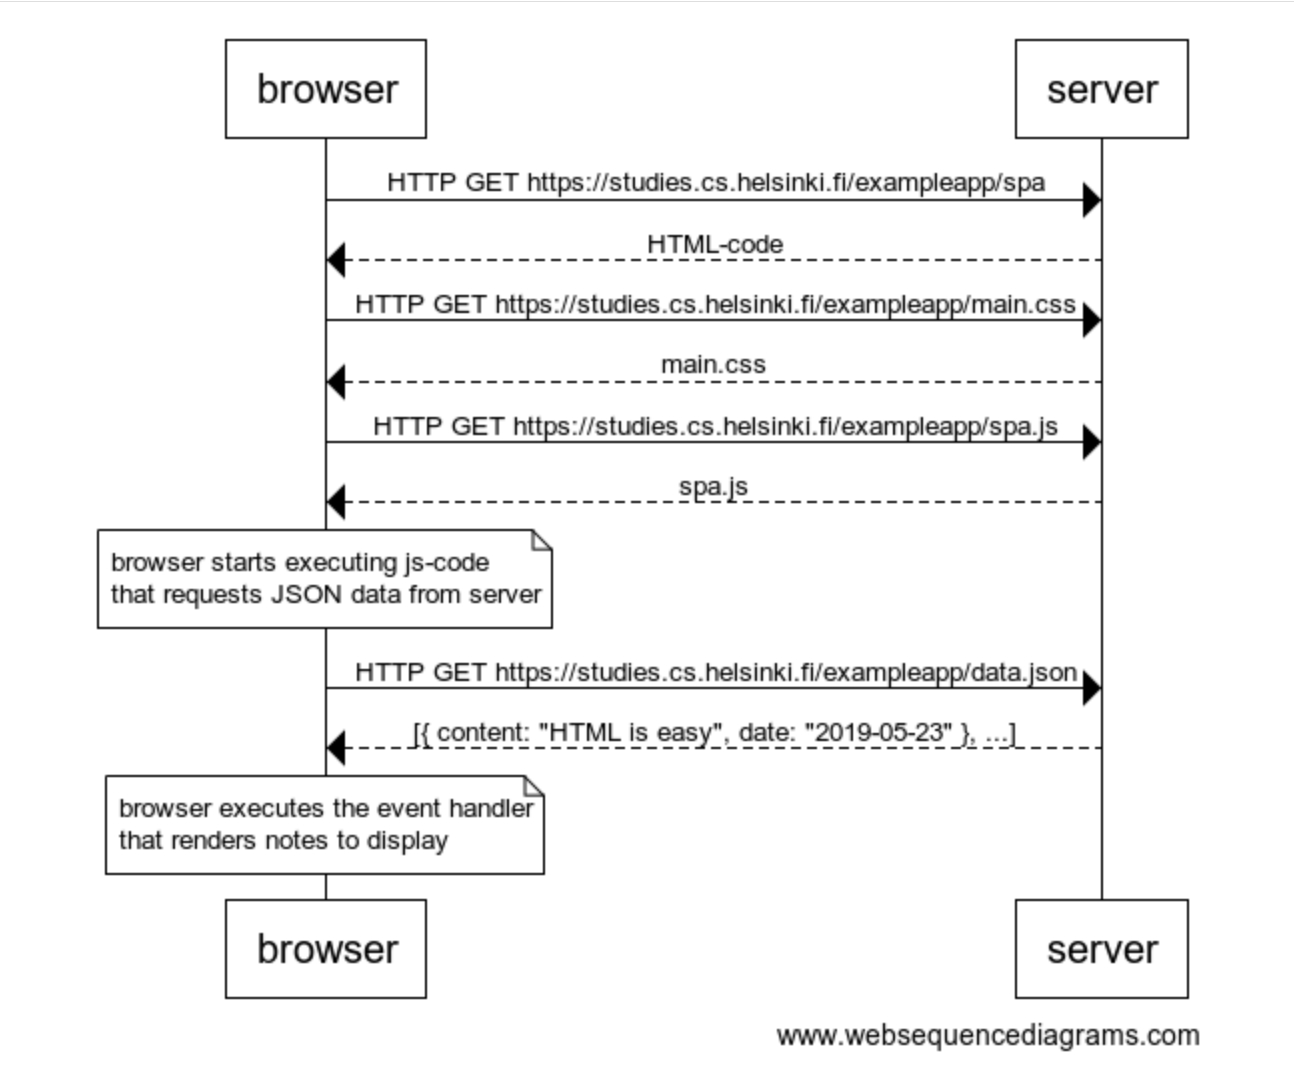 browser
server
HTTP GET https://studies.cs.helsinki.fi/exampleapp/spa
HTML-code
HTTP GET https://studies.cs.helsinki.fi/exampleapp/main.css
main.css
HTTP GET https://studies.cs.helsinki.fi/exampleapp/spa.js
spa.js
browser starts executing js-code
that requests JSON data from server
HTTP GET https://studies.cs.helsinki.fi/exampleapp/data.json
[{ content: "HTML is easy", date: "2019-05-23" }, ...]
browser executes the event handler
that renders notes to display
browser
server
www.websequencediagrams.com